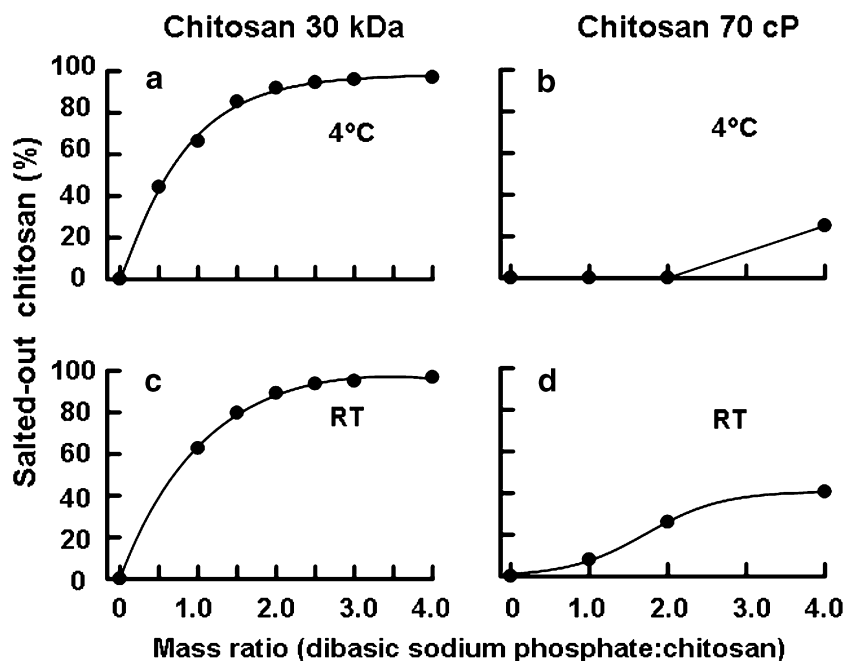 Chitosan 30 kDa
Chitosan 70 cP
Salted-out chitosan (%)
100
80
60
40
20
0
a
4ºC
b
4ºC
100
80
60
40
20
0
c
RT
d
RT
0 1.0 2.0 3.0 4.0
0 1.0 2.0 3.0 4.0
Mass ratio (dibasic sodium phosphate:chitosan)